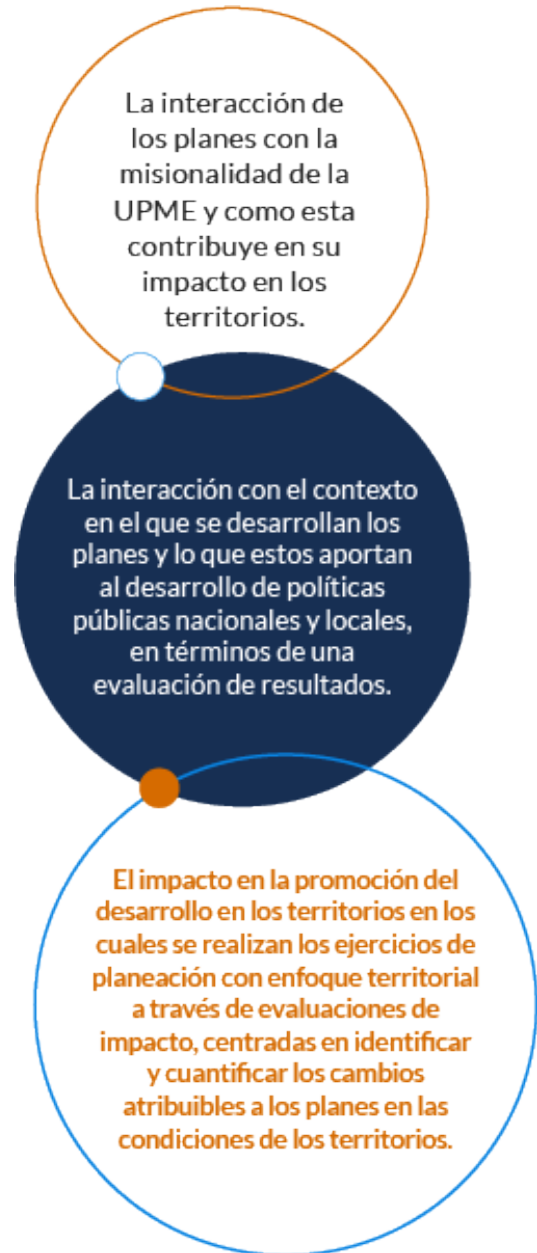 La interacción de
los planes con la
misionalidad de la
UPME y como esta
contribuye en su
impacto en los
territorios.
La interacción con el contexto
en el que se desarrollan los
planes y lo que estos aportan
al desarrollo de políticas
públicas nacionales y locales,
en términos de una
evaluación de resultados.
El impacto en la promoción del
desarrollo en los territorios en los
cuales se realizan los ejercicios de
planeación con enfoque territorial
a través de evaluaciones de
impacto, centradas en identificar
y cuantificar los cambios
atribuibles a los planes en las
condiciones de los territorios.